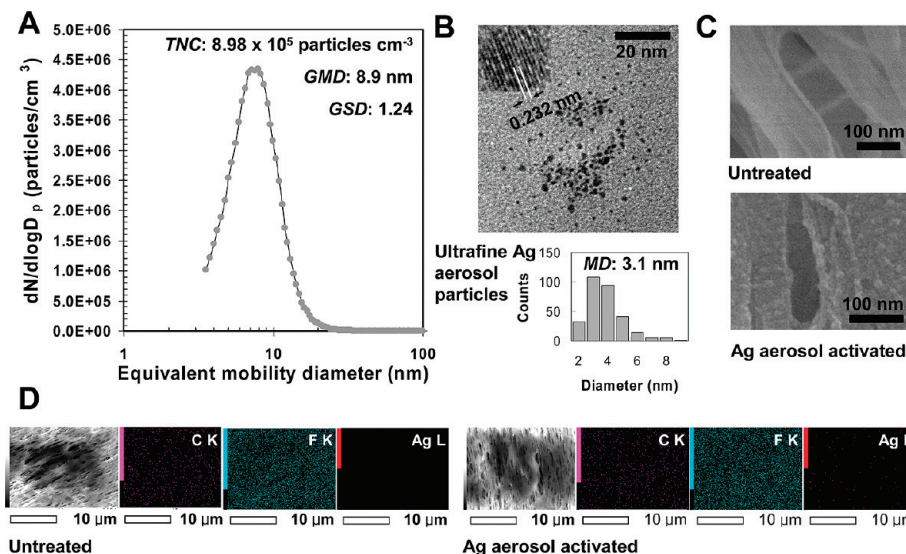 A
TNC: 8.98 x 10⁵ particles cm⁻³
GMD: 8.9 nm
GSD: 1.24
dN/dlogD p (particles/cm ³)
5.0E+06
4.5E+06
4.0E+06
3.5E+06
3.0E+06
2.5E+06
2.0E+06
1.5E+06
1.0E+06
5.0E+05
0.0E+00
1 10 100
Equivalent mobility diameter (nm)
B
20 nm
0.232 nm
Ultrafine Ag
aerosol
particles
MD: 3.1 nm
Counts
150
100
50
0
2 4 6 8
Diameter (nm)
C
100 nm
Untreated
100 nm
Ag aerosol activated
D
C K F K Ag L
10 μm 10 μm 10 μm 10 μm
Untreated
C K F K Ag
10 μm 10 μm 10 μm 10 μm
Ag aerosol activated